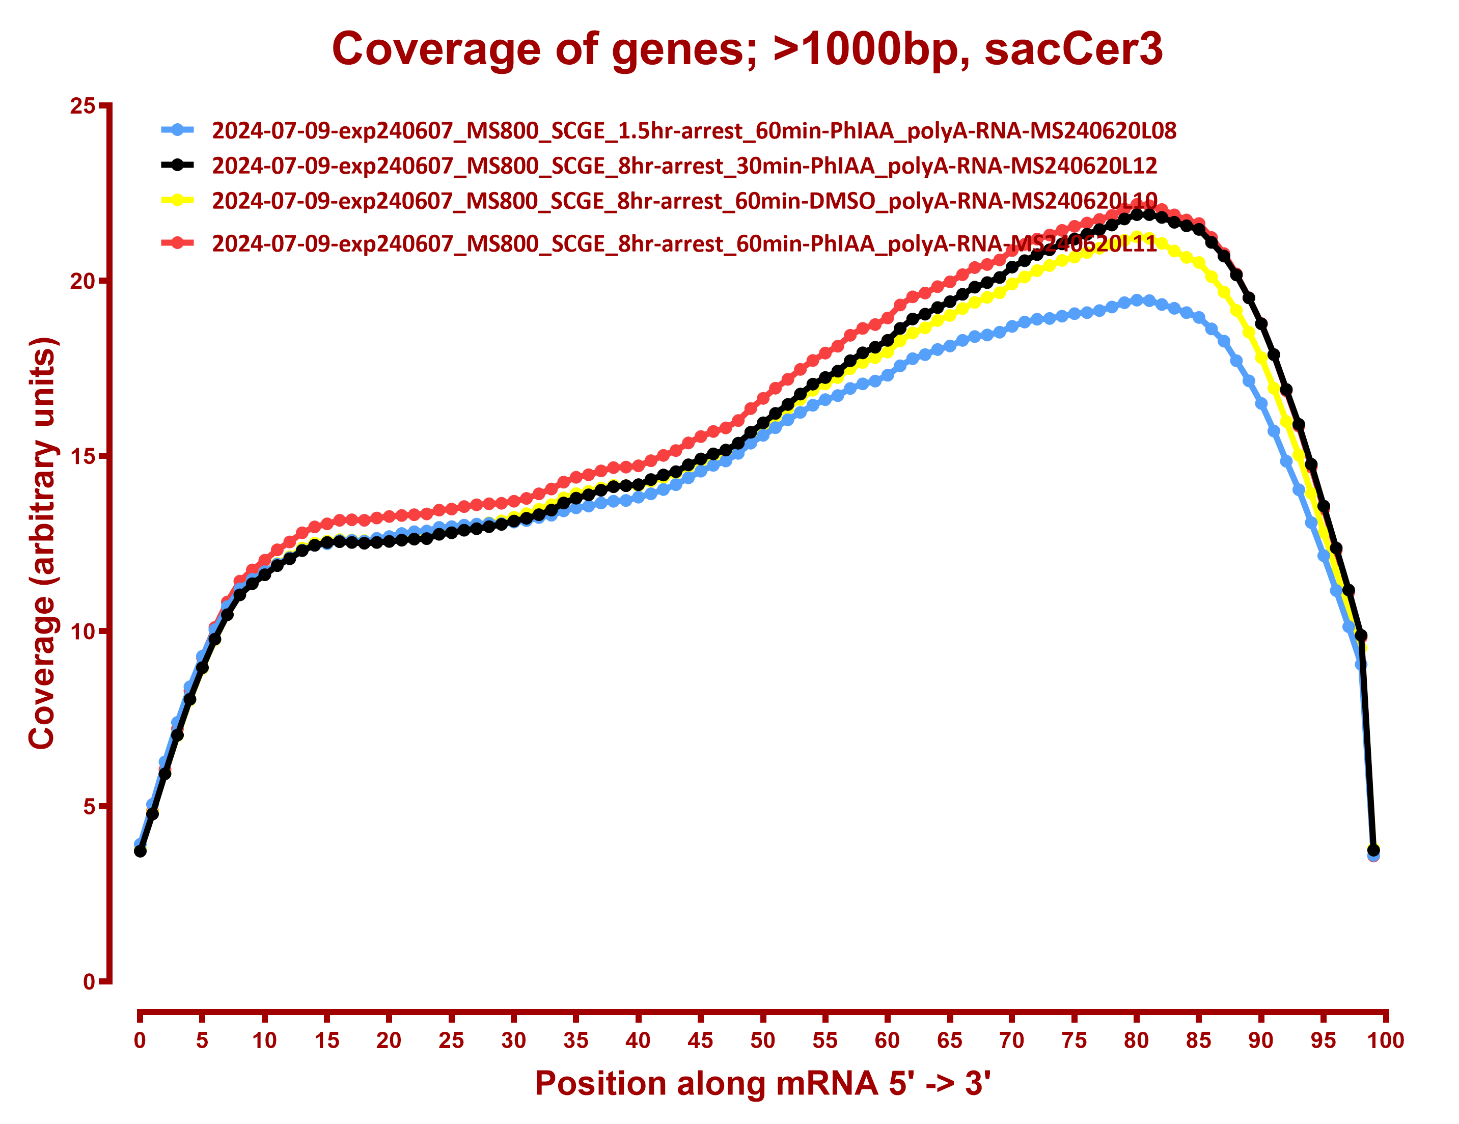 Coverage of genes; >1000bp, sacCer3
25
2024-07-09-exp240607_MS800_SCGE_1.5hr-arrest_60min-PhIAA_polyA-RNA-MS240620L08
2024-07-09-exp240607_MS800_SCGE_8hr-arrest_30min-PhIAA_polyA-RNA-MS240620L12
2024-07-09-exp240607_MS800_SCGE_8hr-arrest_60min-DMSO_polyA-RNA-MS240620L10
2024-07-09-exp240607_MS800_SCGE_8hr-arrest_60min-PhIAA_polyA-RNA-MS240620L11
20
15
10
5
0
Coverage (arbitrary units)
0 5 10 15 20 25 30 35 40 45 50 55 60 65 70 75 80 85 90 95 100
Position along mRNA 5' -> 3'